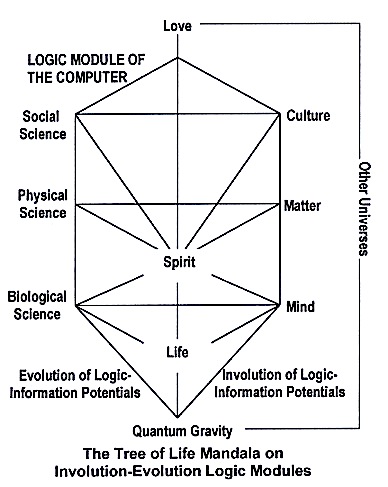 Love
LOGIC MODULE OF
THE COMPUTER
Social
Science
Culture
Physical
Science
Matter
Other Universes
Spirit
Biological
Science
Mind
Life
Evolution of Logic-
Information Potentials
Involution of Logic-
Information Potentials
Quantum Gravity
The Tree of Life Mandala on
Involution-Evolution Logic Modules